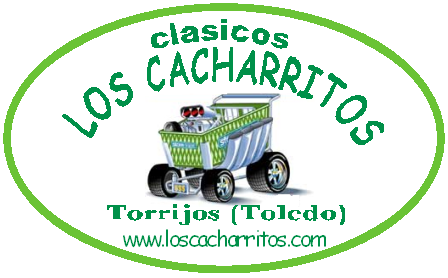 clasicos
LOS CACHARRITOS
Torrijos (Toledo)
www.loscacharritos.com